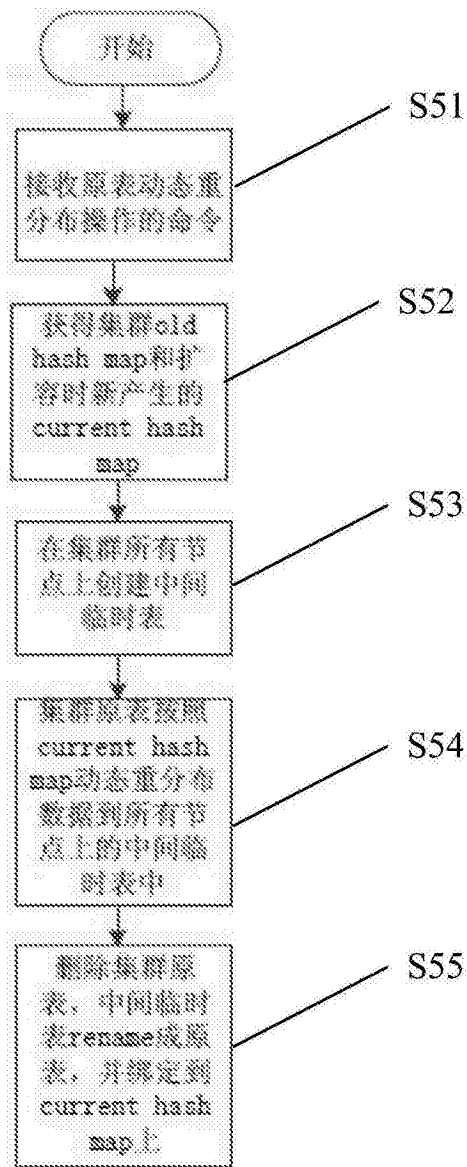 开始
S51
接收原表动态重
分布操作的命令
S52
获得集群old
hash map和扩
容时新产生的
current hash
map
S53
在集群所有节
点上创建中间
临时表
S54
集群原表按照
current hash
map动态重分布
数据到所有节
点上的中间临
时表中
S55
删除集群原
表，中间临时
表rename成原
表，并绑定到
current hash
map上